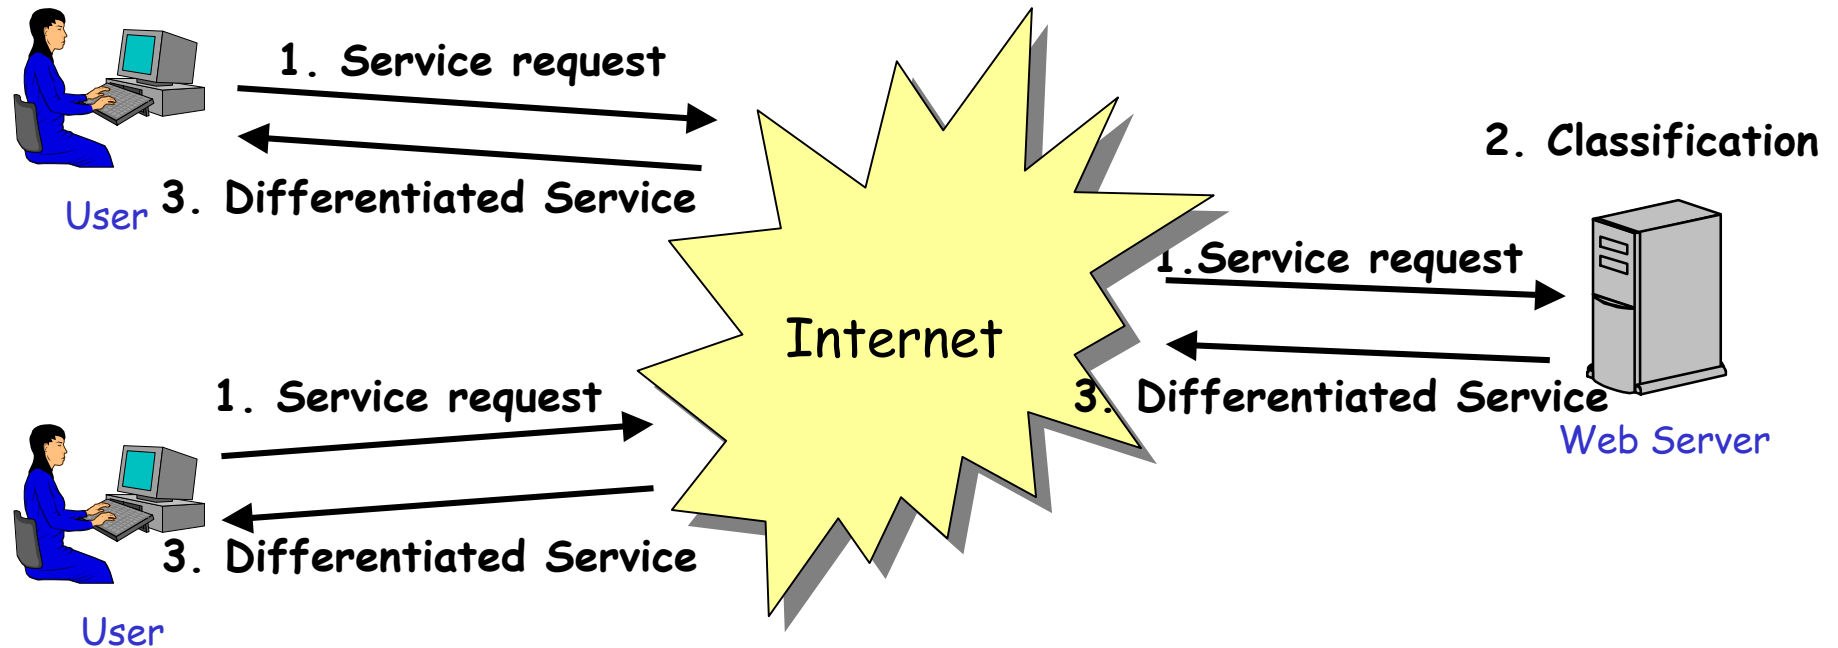 1. Service request
3. Differentiated Service
User
2. Classification
1.Service request
Internet
3. Differentiated Service
Web Server
1. Service request
3. Differentiated Service
User